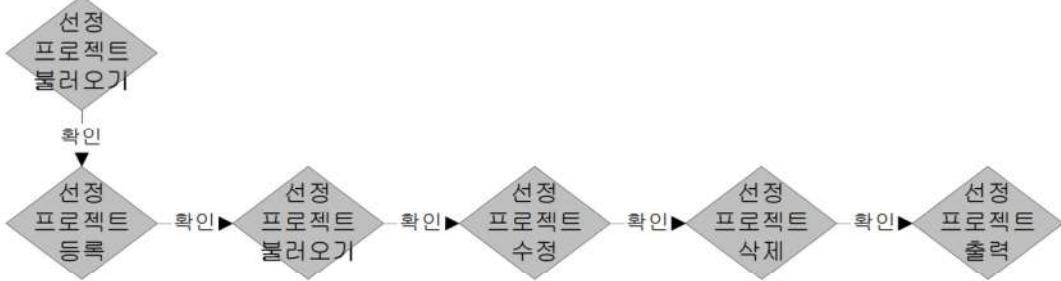 선정
프로젝트
불러오기
확인
선정
프로젝트
등록
확인
선정
프로젝트
불러오기
확인
선정
프로젝트
수정
확인
선정
프로젝트
삭제
확인
선정
프로젝트
출력